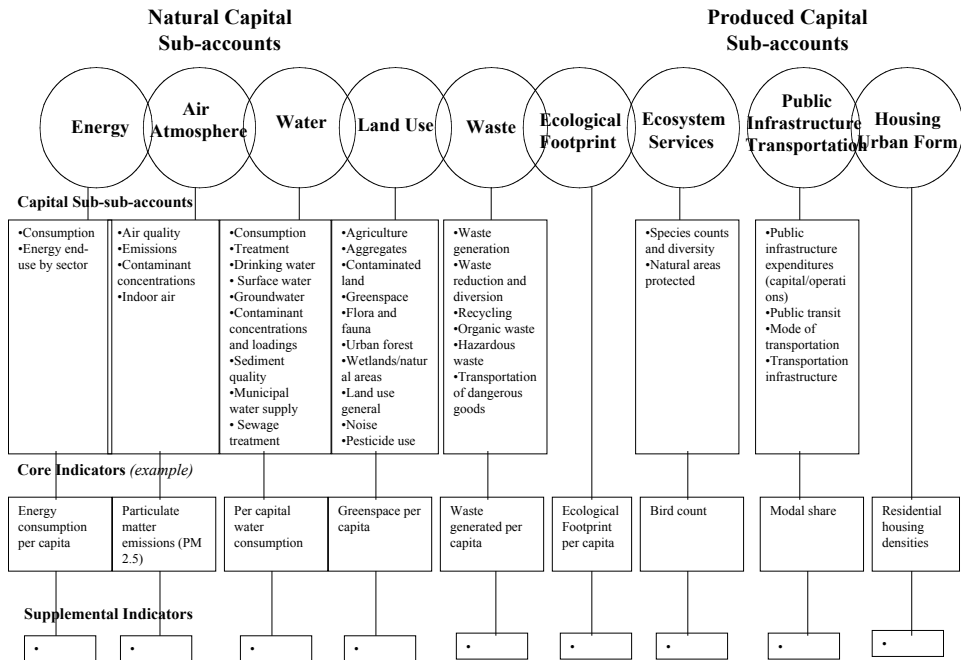 Natural Capital
Sub-accounts
Produced Capital
Sub-accounts
Energy
Air
Atmosphere
Water
Land Use
Waste
Ecological
Footprint
Ecosystem
Services
Public
Infrastructure
Transportation
Housing
Urban Form
Capital Sub-sub-accounts
•Consumption
•Energy end-
use by sector
•Air quality
•Emissions
•Contaminant
concentrations
•Indoor air
•Consumption
•Treatment
•Drinking water
• Surface water
•Groundwater
•Contaminant
concentrations
and loadings
•Sediment
quality
•Municipal
water supply
• Sewage
treatment
•Agriculture
•Aggregates
•Contaminated
land
•Greenspace
•Flora and
fauna
•Urban forest
•Wetlands/natur
al areas
•Land use
general
•Noise
•Pesticide use
•Waste
generation
•Waste
reduction and
diversion
•Recycling
•Organic waste
•Hazardous
waste
•Transportation
of dangerous
goods
•Species counts
and diversity
•Natural areas
protected
•Public
infrastructure
expenditures
(capital/operati
ons)
•Public transit
•Mode of
transportation
•Transportation
infrastructure
Core Indicators (example)
Energy
consumption
per capita
Particulate
matter
emissions (PM
2.5)
Per capital
water
consumption
Greenspace per
capita
Waste
generated per
capita
Ecological
Footprint
per capita
Bird count
Modal share
Residential
housing
densities
Supplemental Indicators
•
•
•
•
•
•
•
•
•